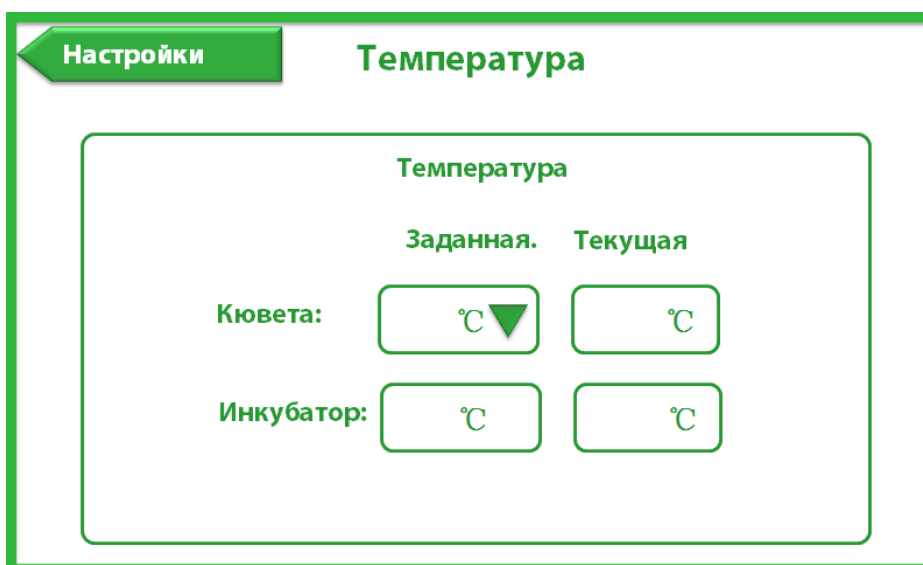 Настройки
Температура
Температура
Заданная. Текущая
Кювета: ℃ ℃
Инкубатор: ℃ ℃